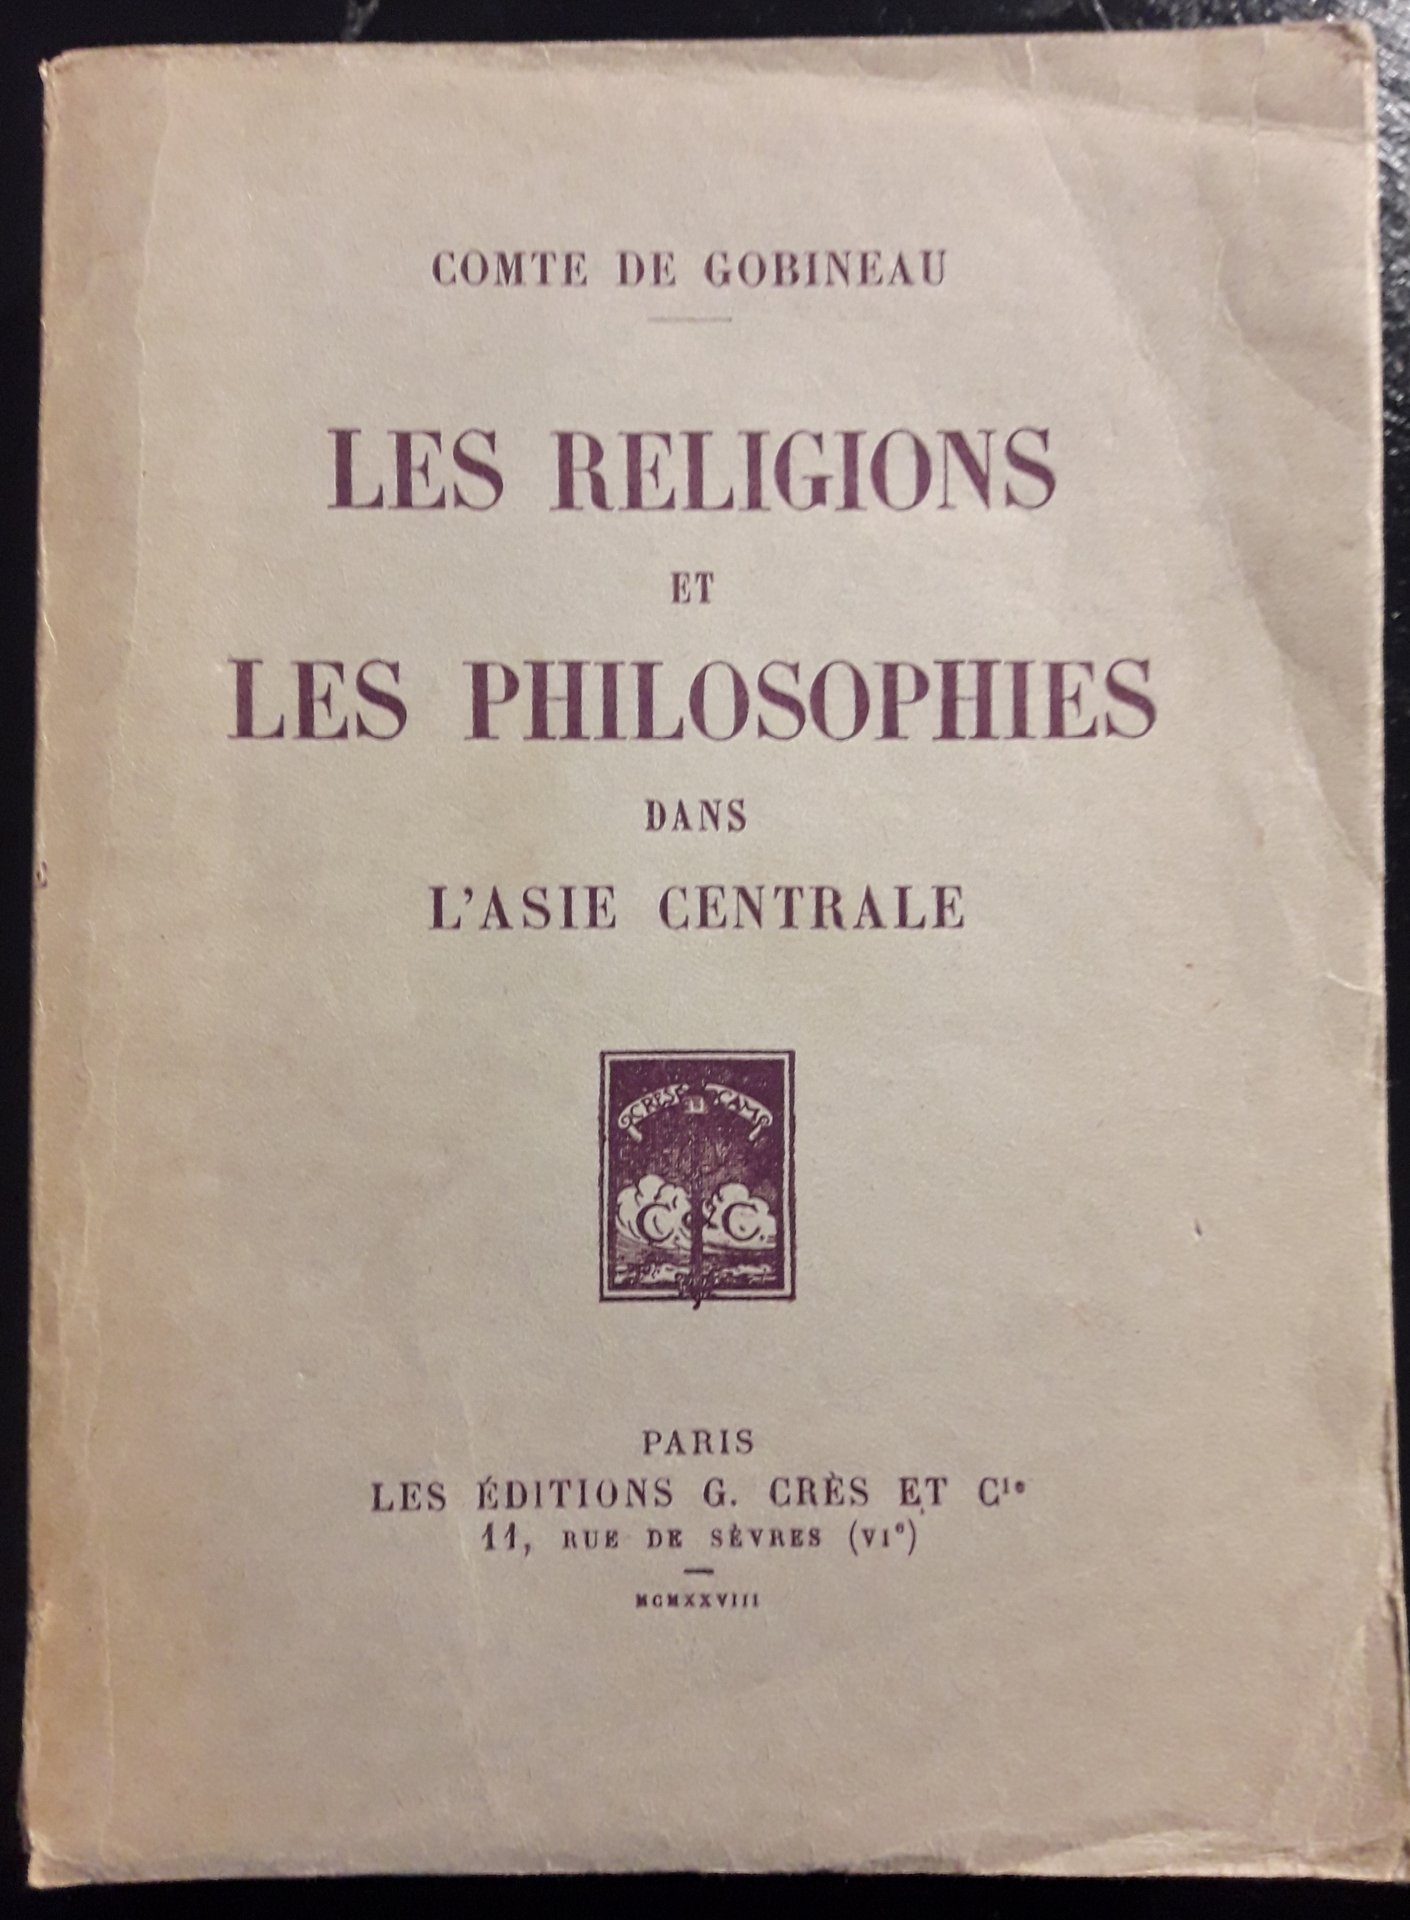 COMTE DE GOBINEAU
LES RELIGIONS
ET
LES PHILOSOPHIES
DANS
L'ASIE CENTRALE
CRESCAM
C & C
PARIS
LES ÉDITIONS G. CRÈS ET Cie
11, RUE DE SÈVRES (VIe)
MCMXXVIII